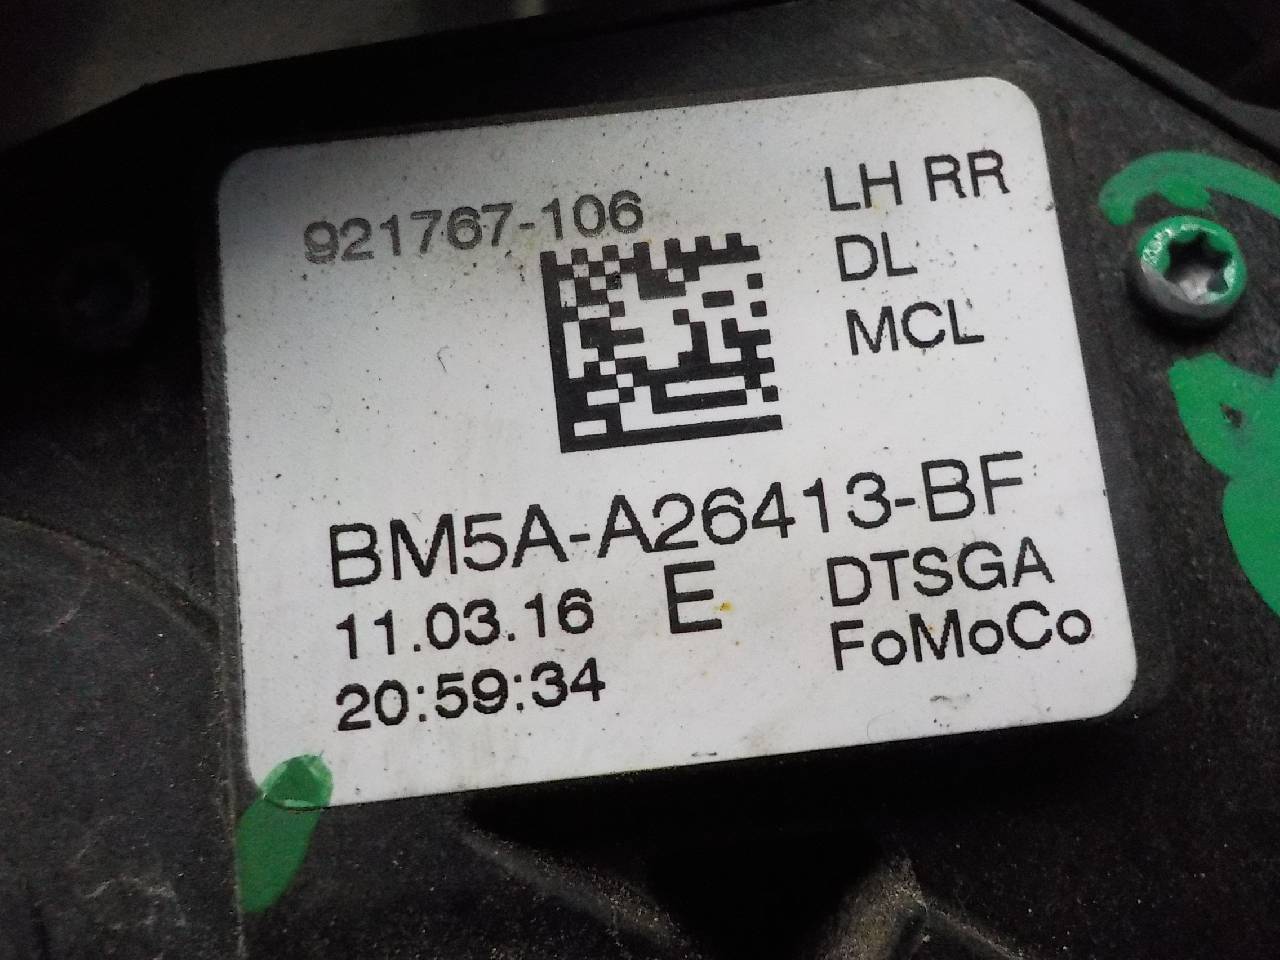 921767-106
LH RR
DL
MCL
BM5A-A26413-BF
11.03.16 E DTSGA
20:59:34 FoMoCo